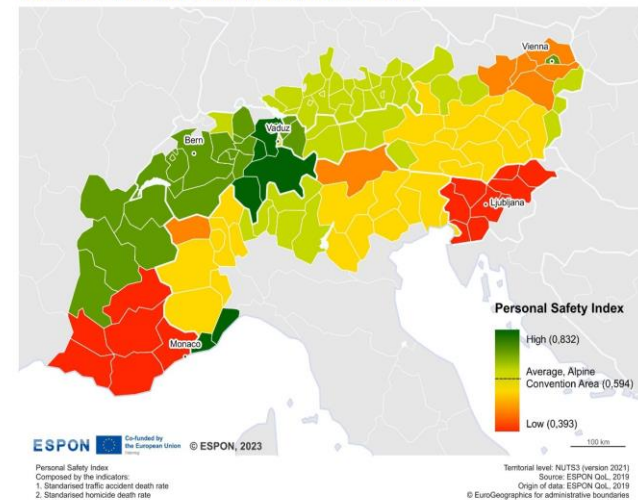 Vienna
Bern
Vaduz
Ljubljana
Monaco
Personal Safety Index
High (0,832)
Average, Alpine
Convention Area (0,594)
Low (0,393)
100 km
ESPON
Co-funded by
the European Union
© ESPON, 2023
Personal Safety Index
Composed by the indicators:
1. Standarised traffic accident death rate
2. Standarised homicide death rate
Territorial level: NUTS3 (version 2021)
Source: ESPON QoL, 2019
Origin of data: ESPON QoL, 2019
© EuroGeographics for administrative boundaries